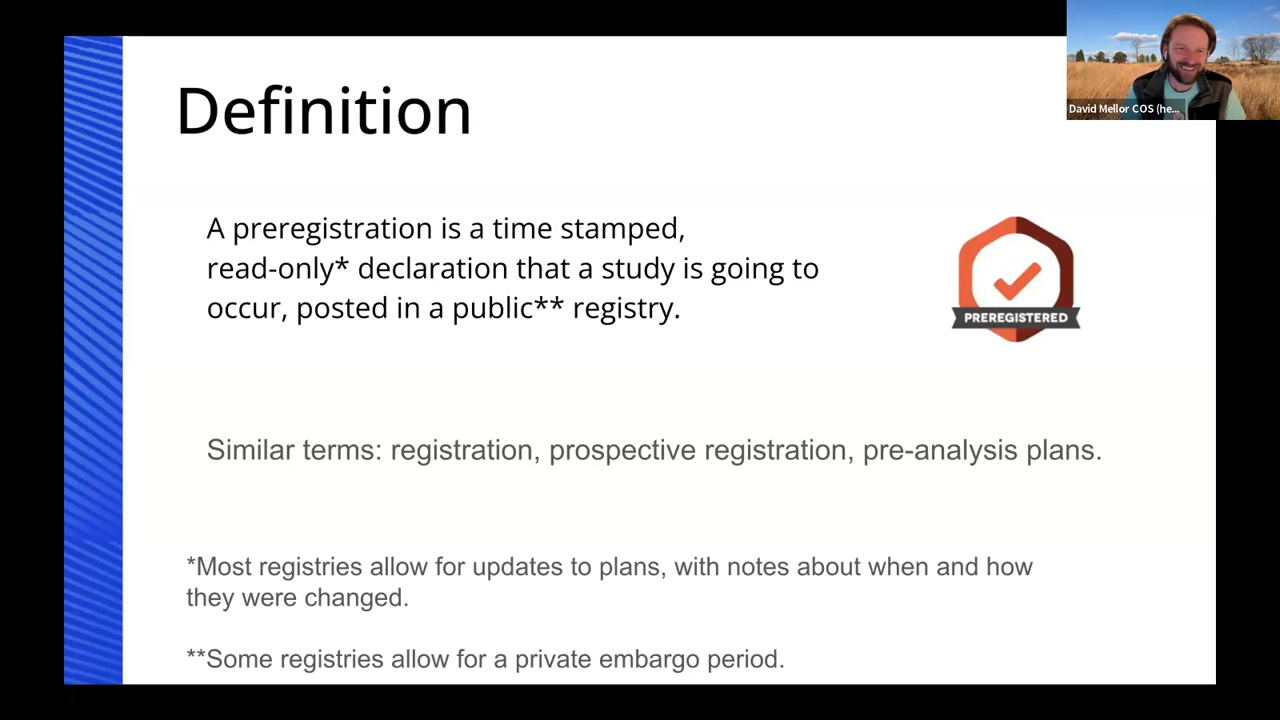 Definition
A preregistration is a time stamped,
read-only* declaration that a study is going to
occur, posted in a public** registry.
PREREGISTERED
Similar terms: registration, prospective registration, pre-analysis plans.
*Most registries allow for updates to plans, with notes about when and how
they were changed.
**Some registries allow for a private embargo period.
David Mellor COS (he...